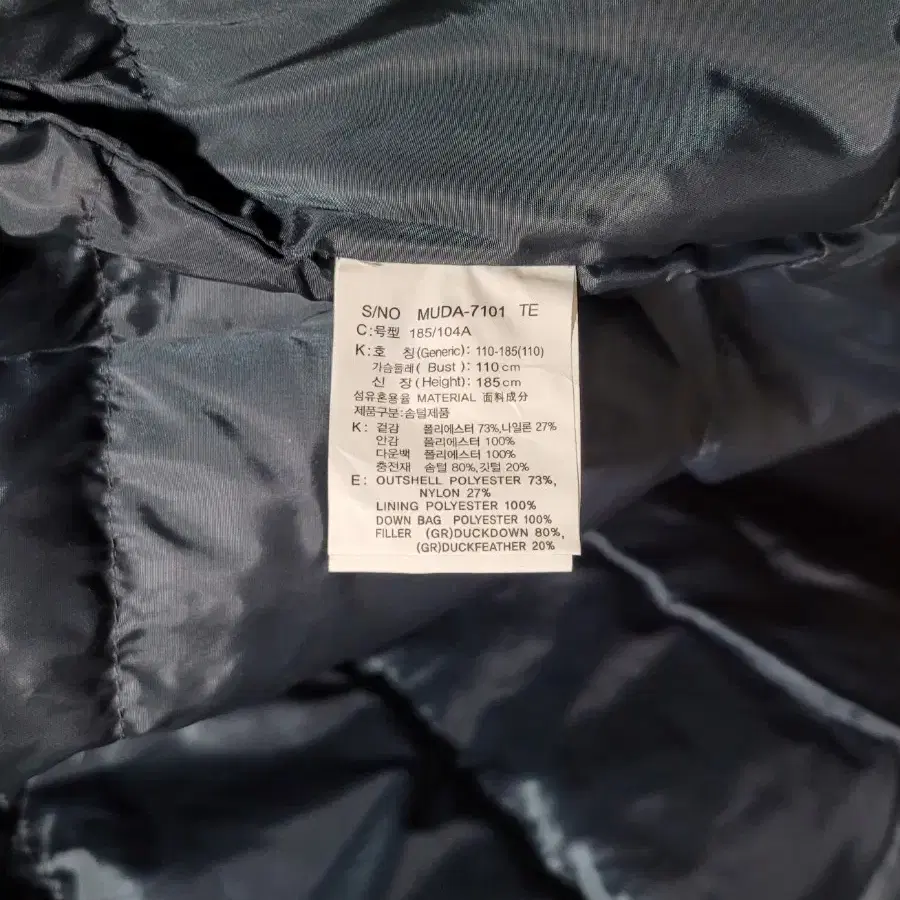 S/NO MUDA-7101 TE
C:号型 185/104A
K:호 칭(Generic): 110-185(110)
가슴둘레( Bust ): 110cm
신 장(Height): 185cm
섬유혼용율 MATERIAL 面料成分
제품구분:솜털제품
K: 겉감 폴리에스터 73%,나일론 27%
안감 폴리에스터 100%
다운백 폴리에스터 100%
충전재 솜털 80%,깃털 20%
E: OUTSHELL POLYESTER 73%,
NYLON 27%
LINING POLYESTER 100%
DOWN BAG POLYESTER 100%
FILLER (GR)DUCKDOWN 80%,
(GR)DUCKFEATHER 20%